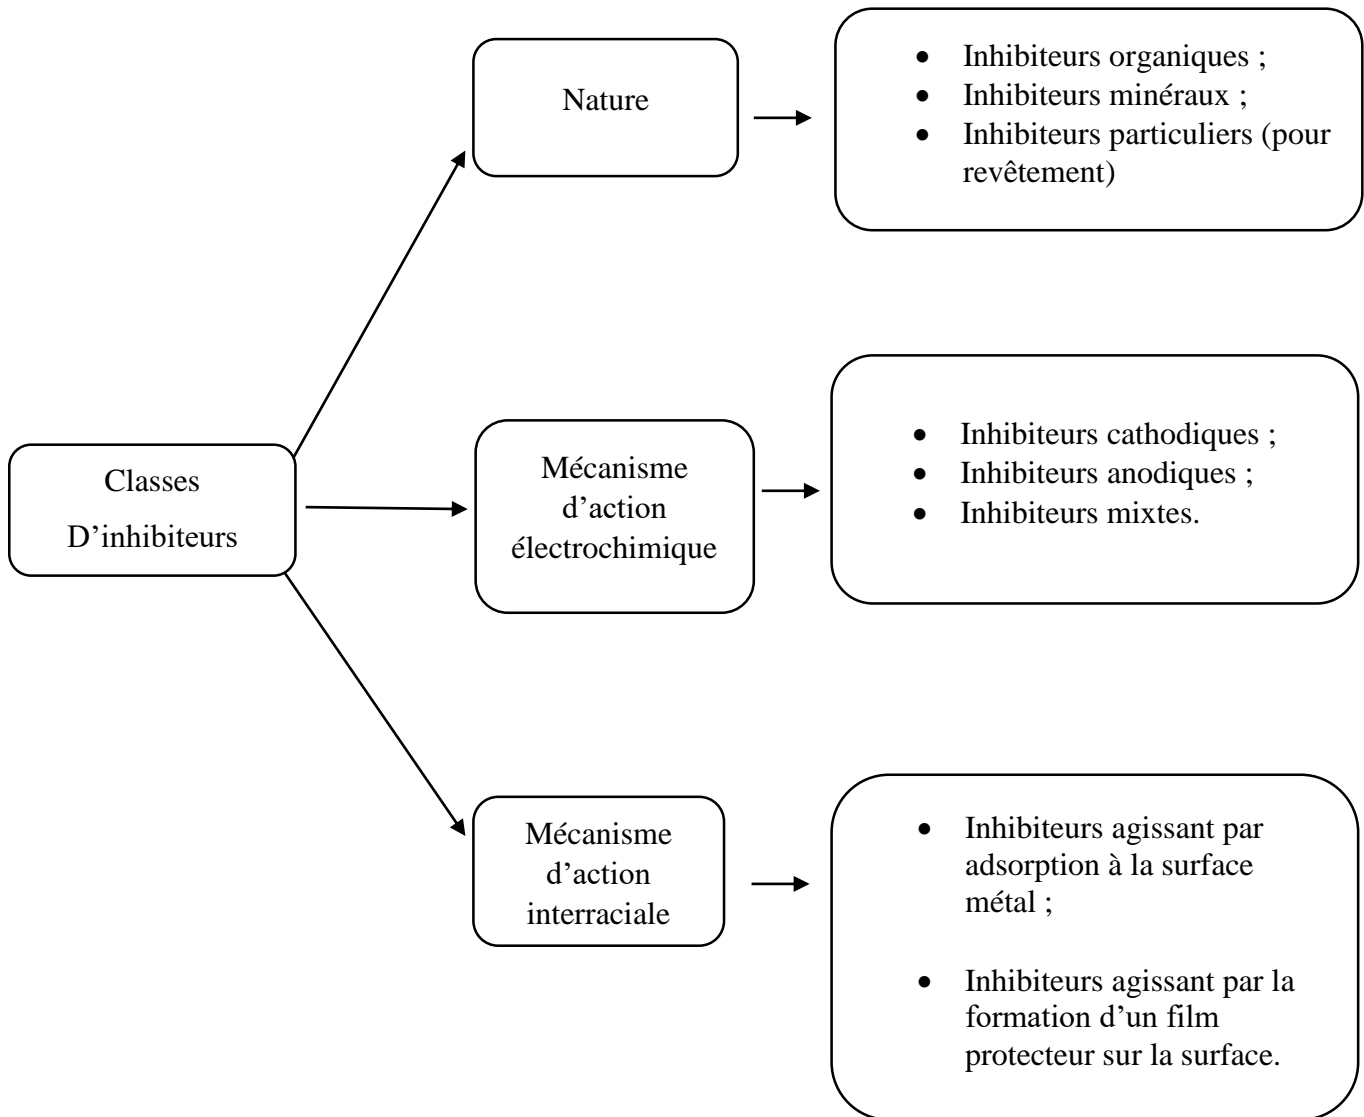 Nature
• Inhibiteurs organiques ;
• Inhibiteurs minéraux ;
• Inhibiteurs particuliers (pour
revêtement)
Classes
D’inhibiteurs
Mécanisme
d’action
électrochimique
• Inhibiteurs cathodiques ;
• Inhibiteurs anodiques ;
• Inhibiteurs mixtes.
Mécanisme
d’action
interraciale
• Inhibiteurs agissant par
adsorption à la surface
métal ;
• Inhibiteurs agissant par la
formation d’un film
protecteur sur la surface.